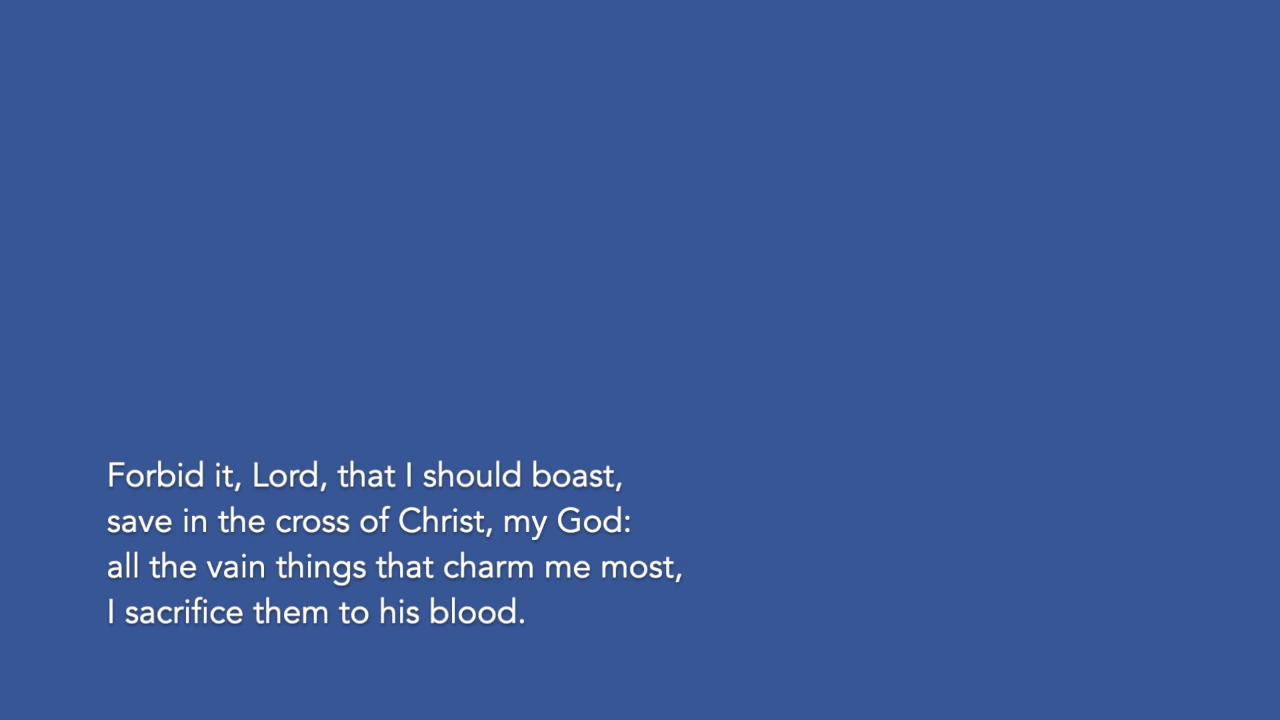 Forbid it, Lord, that I should boast,
save in the cross of Christ, my God:
all the vain things that charm me most,
I sacrifice them to his blood.